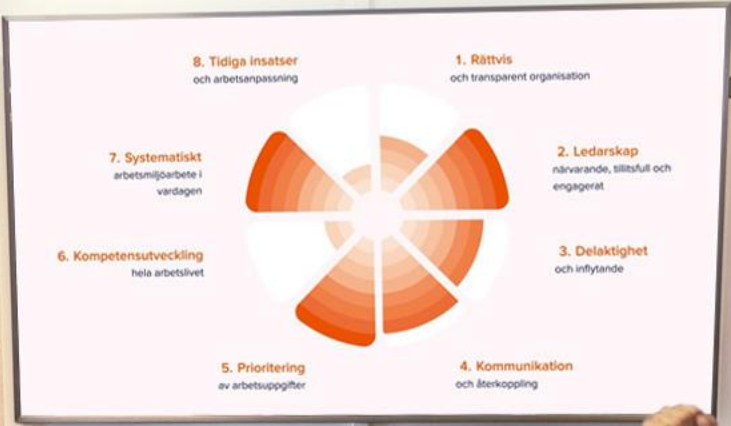 1. Rättvis
och transparent organisation
2. Ledarskap
närvarande, tillitsfull och
engagerat
3. Delaktighet
och inflytande
4. Kommunikation
och återkoppling
5. Prioritering
av arbetsuppgifter
6. Kompetensutveckling
hela arbetslivet
7. Systematiskt
arbetsmiljöarbete i
vardagen
8. Tidiga insatser
och arbetsanpassning